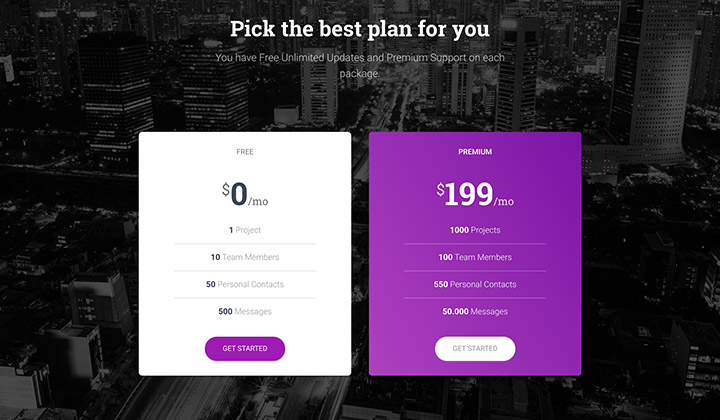 Pick the best plan for you
You have Free Unlimited Updates and Premium Support on each
package.
FREE
$0/mo
1 Project
10 Team Members
50 Personal Contacts
500 Messages
GET STARTED
PREMIUM
$199/mo
1000 Projects
100 Team Members
550 Personal Contacts
50.000 Messages
GET STARTED